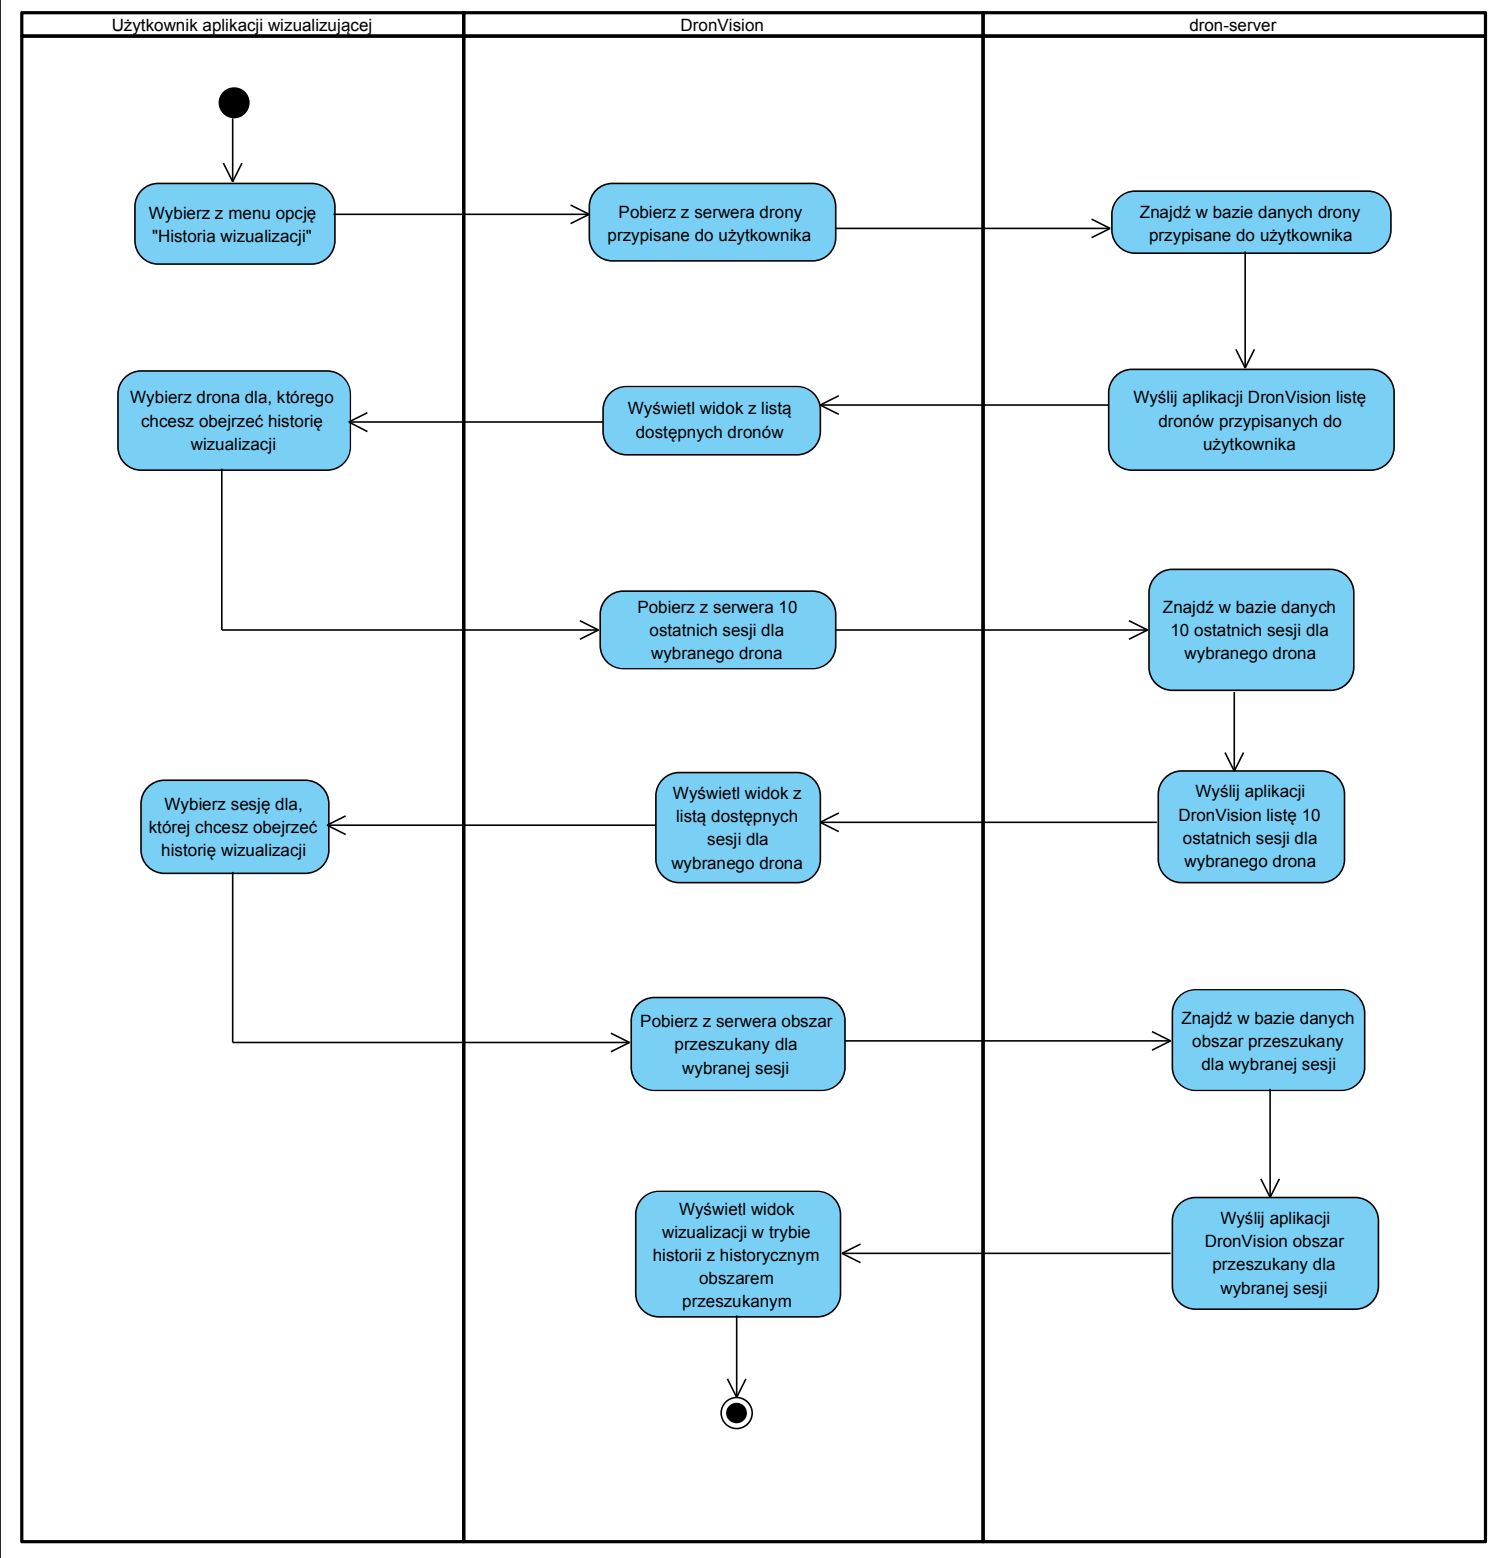 Użytkownik aplikacji wizualizującej
DronVision
dron-server
Wybierz z menu opcję
"Historia wizualizacji"
Pobierz z serwera drony
przypisane do użytkownika
Znajdź w bazie danych drony
przypisane do użytkownika
Wybierz drona dla, którego
chcesz obejrzeć historię
wizualizacji
Wyświetl widok z listą
dostępnych dronów
Wyślij aplikacji DronVision listę
dronów przypisanych do
użytkownika
Pobierz z serwera 10
ostatnich sesji dla
wybranego drona
Znajdź w bazie danych
10 ostatnich sesji dla
wybranego drona
Wybierz sesję dla,
której chcesz obejrzeć
historię wizualizacji
Wyświetl widok z
listą dostępnych
sesji dla
wybranego drona
Wyślij aplikacji
DronVision listę 10
ostatnich sesji dla
wybranego drona
Pobierz z serwera obszar
przeszukany dla
wybranej sesji
Znajdź w bazie danych
obszar przeszukany
dla wybranej sesji
Wyświetl widok
wizualizacji w trybie
historii z historycznym
obszarem
przeszukanym
Wyślij aplikacji
DronVision obszar
przeszukany dla
wybranej sesji